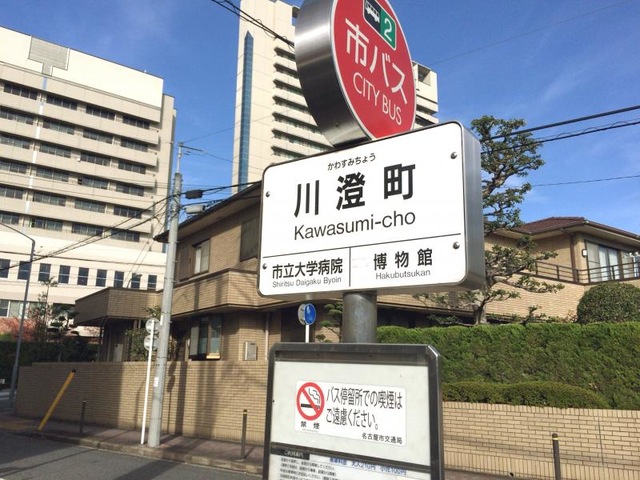 2
市バス
CITY BUS
かわすみちょう
川澄町
Kawasumi-cho
市立大学病院
Shiritsu Daigaku Byoin
博物館
Hakubutsukan
禁煙
バス停留所での喫煙は
ご遠慮ください。
名古屋市交通局